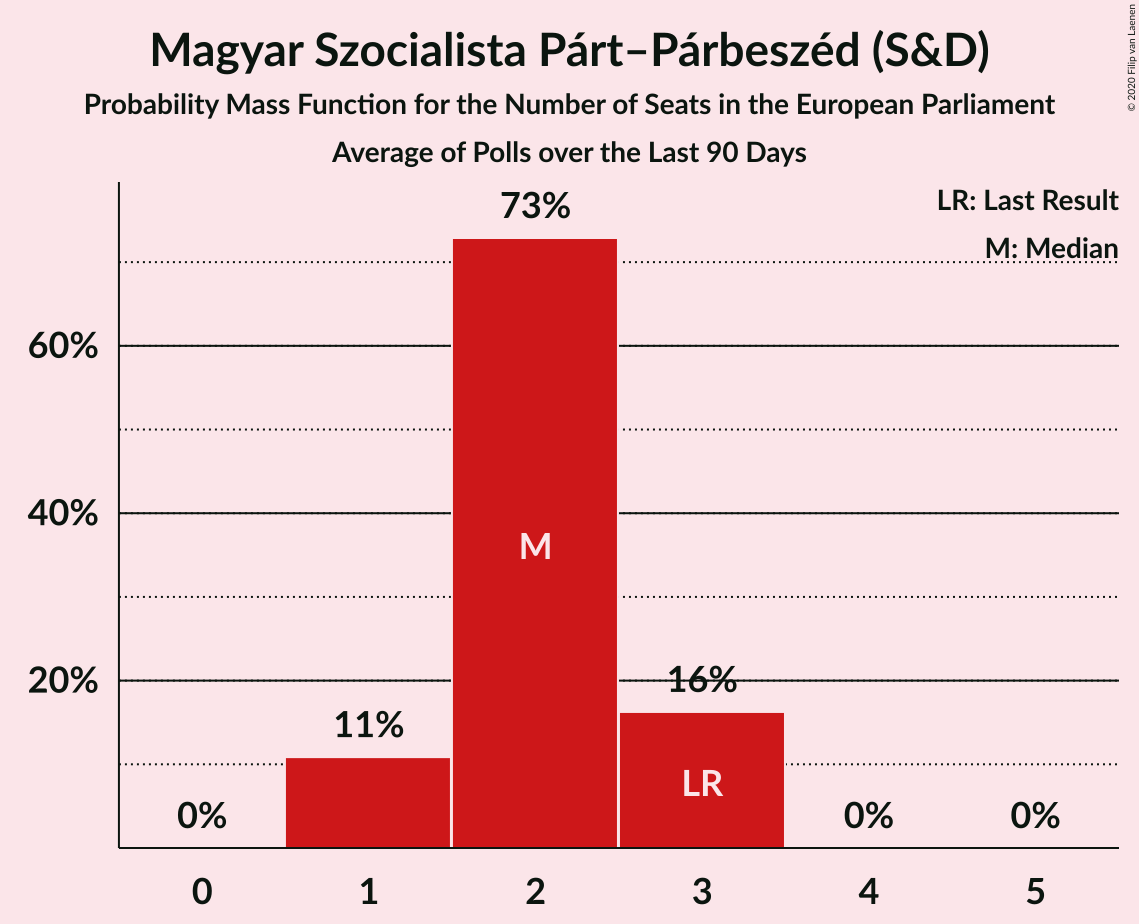 Magyar Szocialista Párt–Párbeszéd (S&D)
Probability Mass Function for the Number of Seats in the European Parliament
Average of Polls over the Last 90 Days
© 2020 Filip van Laenen
LR: Last Result
M: Median
73%
60%
40%
M
20%
16%
11%
LR
0%
0%
0%
0
1
2
3
4
5